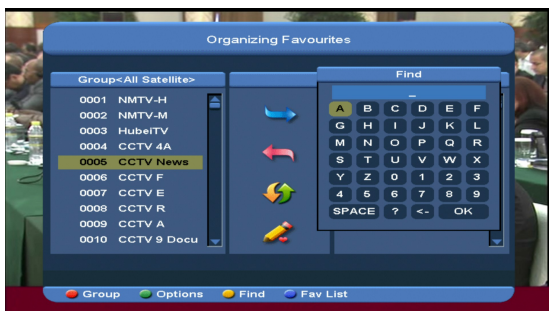 Organizing Favourites
Group<All Satellite>
0001 NMTV-H
0002 NMTV-M
0003 HubeiTV
0004 CCTV 4A
0005 CCTV News
0006 CCTV F
0007 CCTV E
0008 CCTV R
0009 CCTV A
0010 CCTV 9 Docu
Find
_
A B C D E F
G H I J K L
M N O P Q R
S T U V W X
Y Z 0 1 2 3
4 5 6 7 8 9
SPACE ? <- OK
Group Options Find Fav List